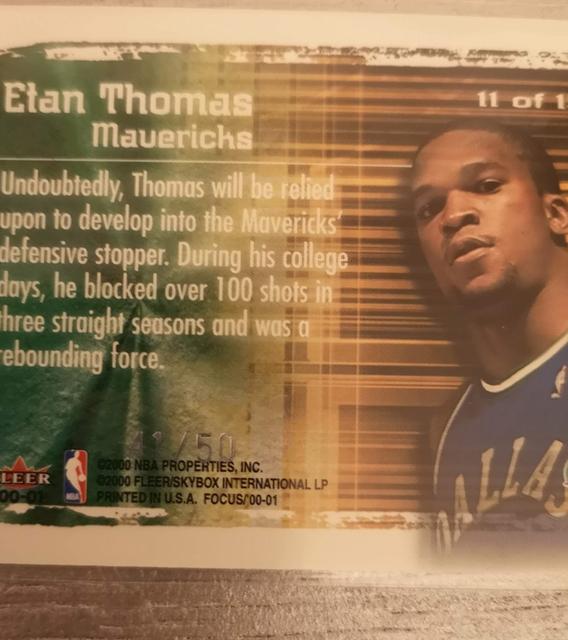 Etan Thomas
Mavericks
11 of 1
Undoubtedly, Thomas will be relied
upon to develop into the Mavericks'
defensive stopper. During his college
days, he blocked over 100 shots in
three straight seasons and was a
rebounding force.
41/50
FLEER
00-01
NBA
©2000 NBA PROPERTIES, INC.
©2000 FLEER/SKYBOX INTERNATIONAL LP
PRINTED IN U.S.A. FOCUS/'00-01
DALLAS